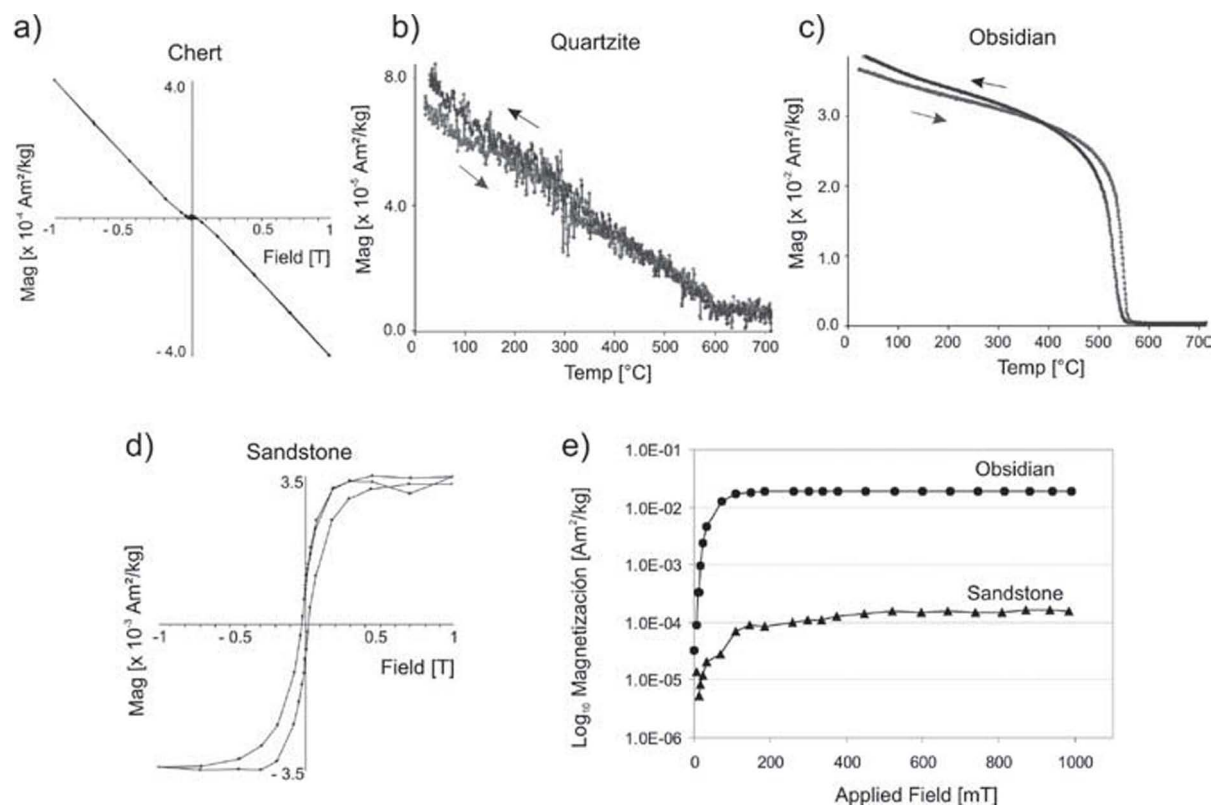 a)
Chert
4.0
-1
-0.5
0.5
1
Field [T]
Mag [x 10⁻⁴ Am²/kg]
-4.0
b)
Quartzite
8.0
4.0
0.0
Mag [x 10⁻⁵ Am²/kg]
0 100 200 300 400 500 600 700
Temp [°C]
c)
Obsidian
3.0
2.0
1.0
0.0
Mag [x 10⁻² Am²/kg]
0 100 200 300 400 500 600 700
Temp [°C]
d)
Sandstone
3.5
-1
-0.5
0.5
1
Field [T]
Mag [x 10⁻³ Am²/kg]
-3.5
e)
1.0E-01
1.0E-02
1.0E-03
1.0E-04
1.0E-05
1.0E-06
Log₁₀ Magnetización [Am²/kg]
Obsidian
Sandstone
0 200 400 600 800 1000
Applied Field [mT]